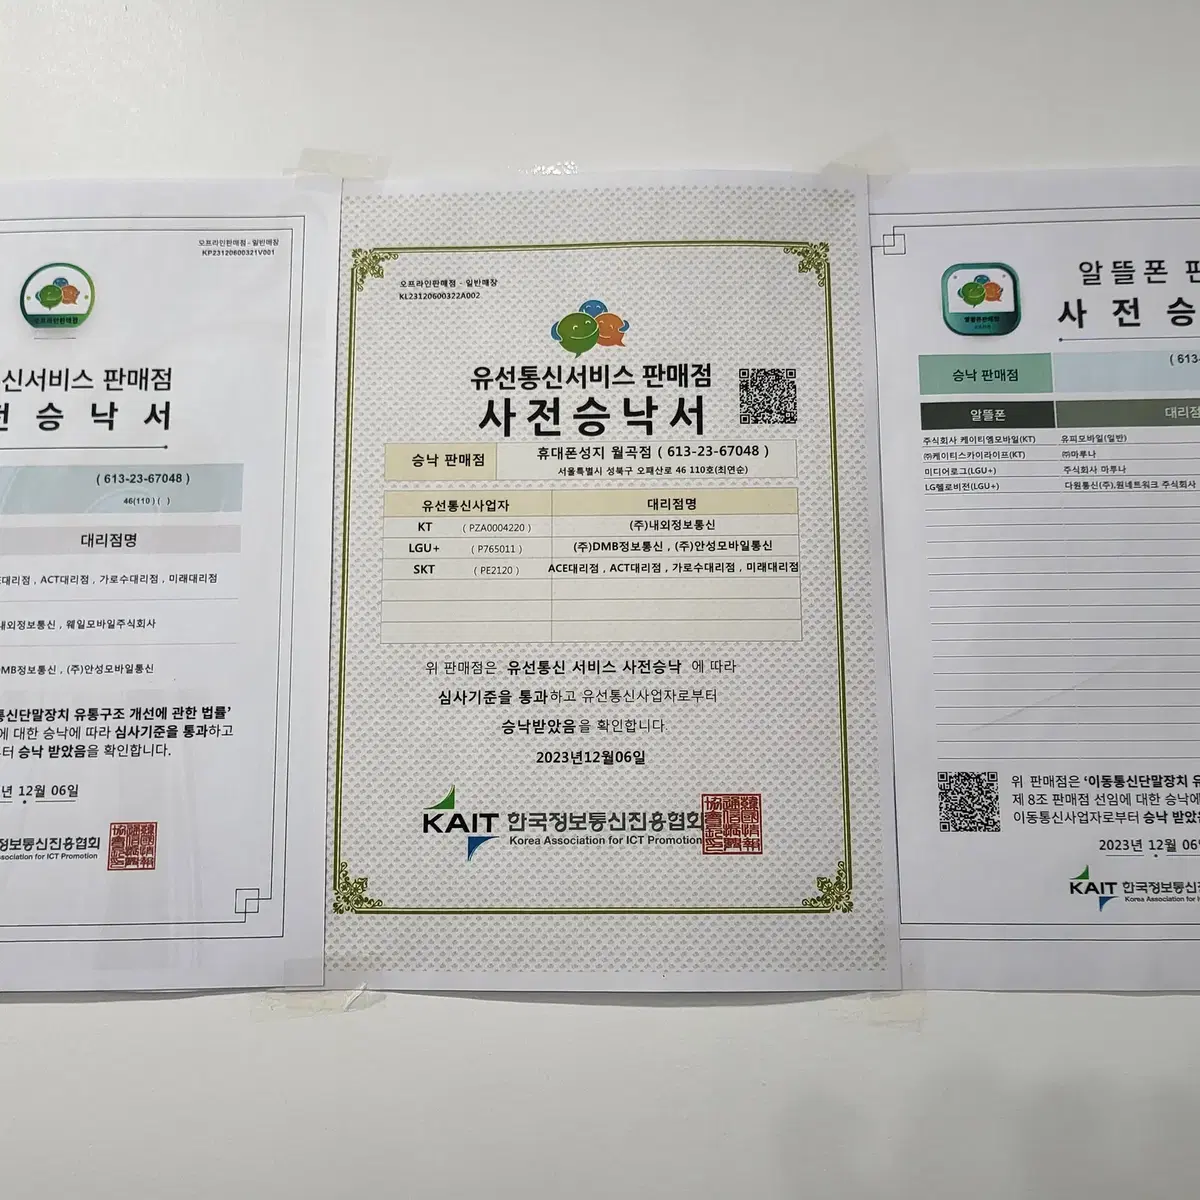 오프라인판매점 - 일반매장
KP23120600321V001
오프라인판매점
신서비스 판매점
전 승 낙 서
( 613-23-67048 )
46(110 ) ( )
대리점명
대리점 , ACT대리점 , 가로수대리점 , 미래대리점
내외정보통신 , 웨일모바일주식회사
DMB정보통신 , (주)안성모바일통신
통신단말장치 유통구조 개선에 관한 법률’
에 대한 승낙에 따라 심사기준을 통과하고
터 승낙 받았음을 확인합니다.
년 12월 06일
정보통신진흥협회
Association for ICT Promotion
오프라인판매점 - 일반매장
KL23120600322A002
유선통신서비스 판매점
사전승낙서
승낙 판매점
휴대폰성지 월곡점 ( 613-23-67048 )
서울특별시 성북구 오패산로 46 110호(최연순)
유선통신사업자 대리점명
KT ( PZA0004220 ) (주)내외정보통신
LGU+ ( P765011 ) (주)DMB정보통신 , (주)안성모바일통신
SKT ( PE2120 ) ACE대리점 , ACT대리점 , 가로수대리점 , 미래대리점
위 판매점은 유선통신 서비스 사전승낙 에 따라
심사기준을 통과하고 유선통신사업자로부터
승낙받았음을 확인합니다.
2023년12월06일
KAIT 한국정보통신진흥협회
Korea Association for ICT Promotion
알뜰폰 판
사 전 승
알뜰폰판매점
승낙 판매점
( 613-
알뜰폰 대리점
주식회사 케이티엠모바일(KT) 유피모바일(일반)
㈜케이티스카이라이프(KT) ㈜마루나
미디어로그(LGU+) 주식회사 마루나
LG헬로비전(LGU+) 다원통신(주),원네트워크 주식회사
위 판매점은 ‘이동통신단말장치 유
제 8조 판매점 선임에 대한 승낙에
이동통신사업자로부터 승낙 받았음
2023년 12월 06
KAIT 한국정보통신진
Korea Association for I